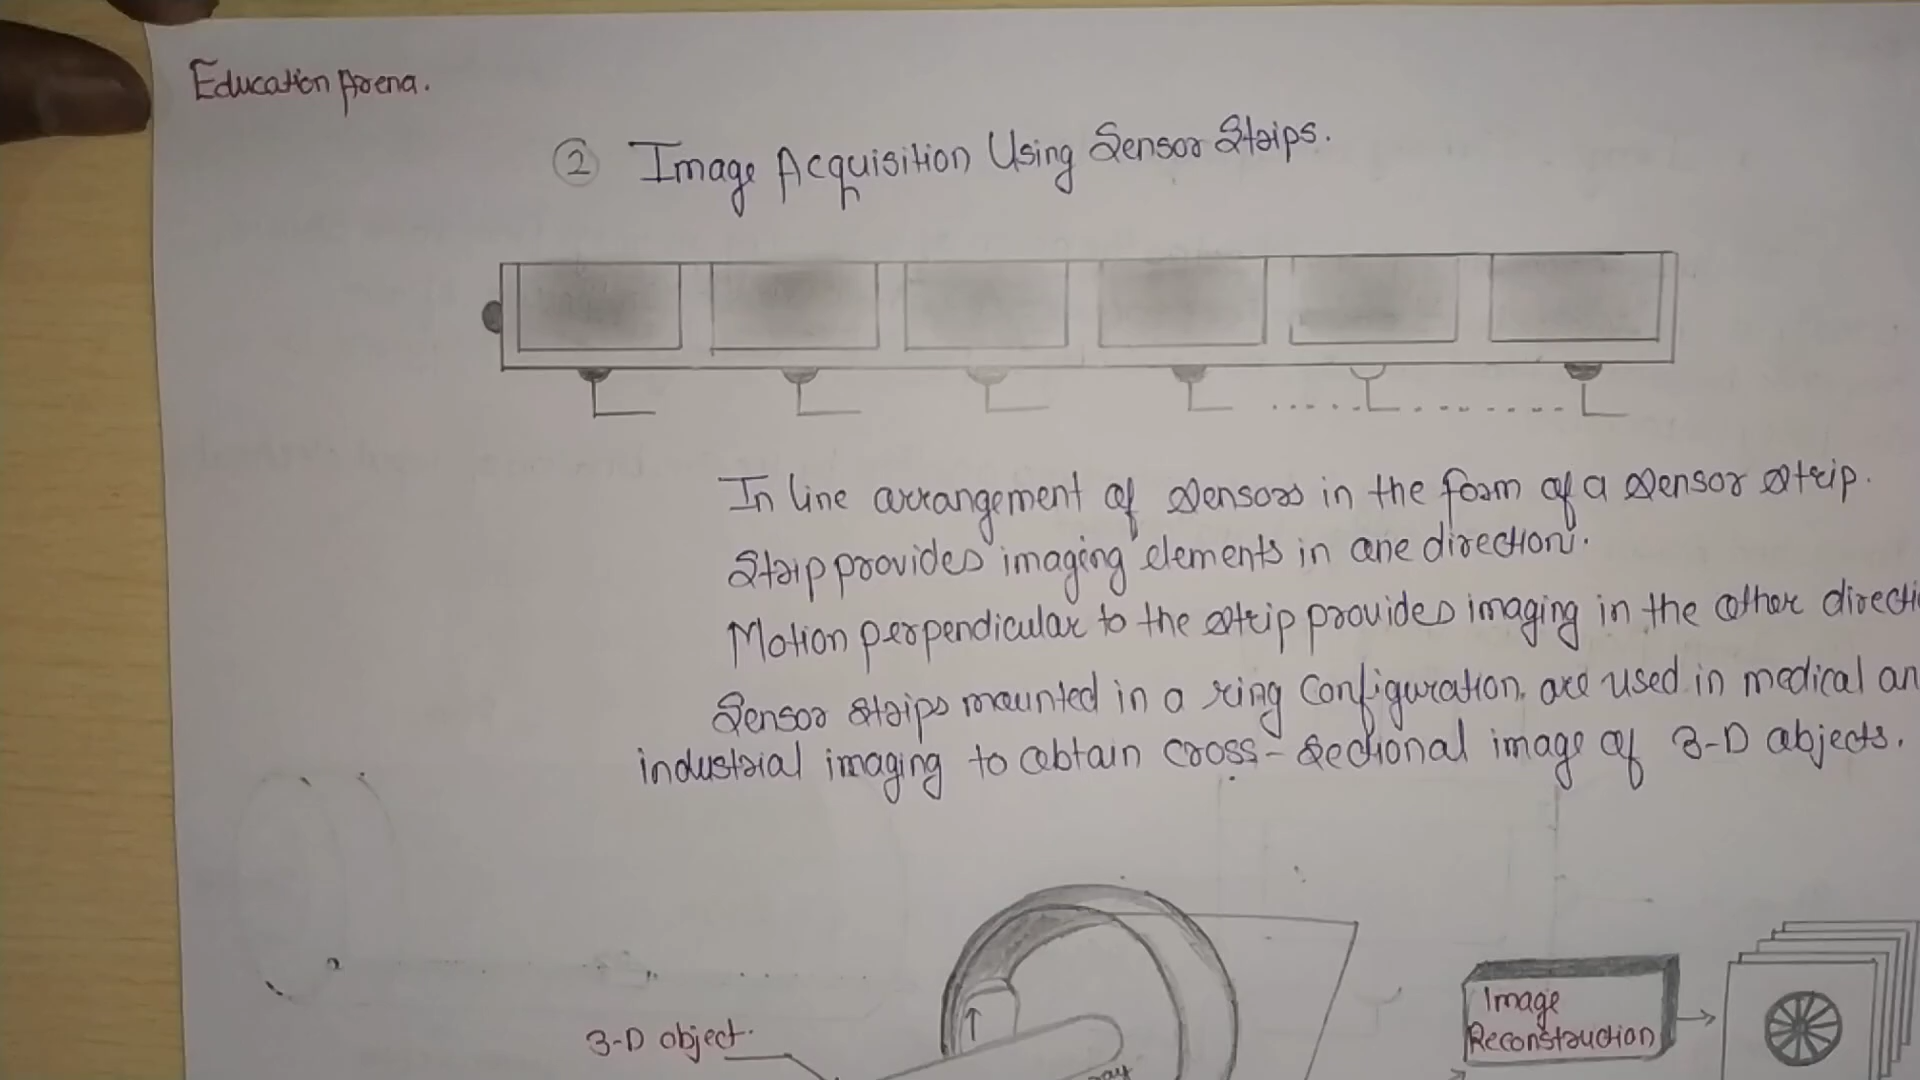 Education Arena.
② Image Acquisition Using Sensor Strips.
In line arrangement of sensors in the form of a sensor strip.
Strip provides imaging elements in one direction.
Motion perpendicular to the strip provides imaging in the other directi
Sensor strips mounted in a ring configuration, are used in medical an
industrial imaging to obtain cross-sectional image of 3-D objects.
3-D object.
Image
Reconstruction